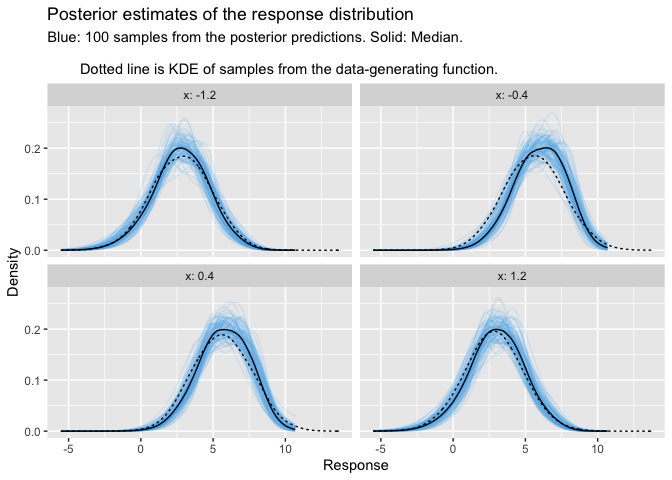 Posterior estimates of the response distribution
Blue: 100 samples from the posterior predictions. Solid: Median.
Dotted line is KDE of samples from the data-generating function.
x: -1.2
x: -0.4
0.2
0.1
0.0
x: 0.4
x: 1.2
0.2
0.1
0.0
Density
-5 0 5 10
-5 0 5 10
Response